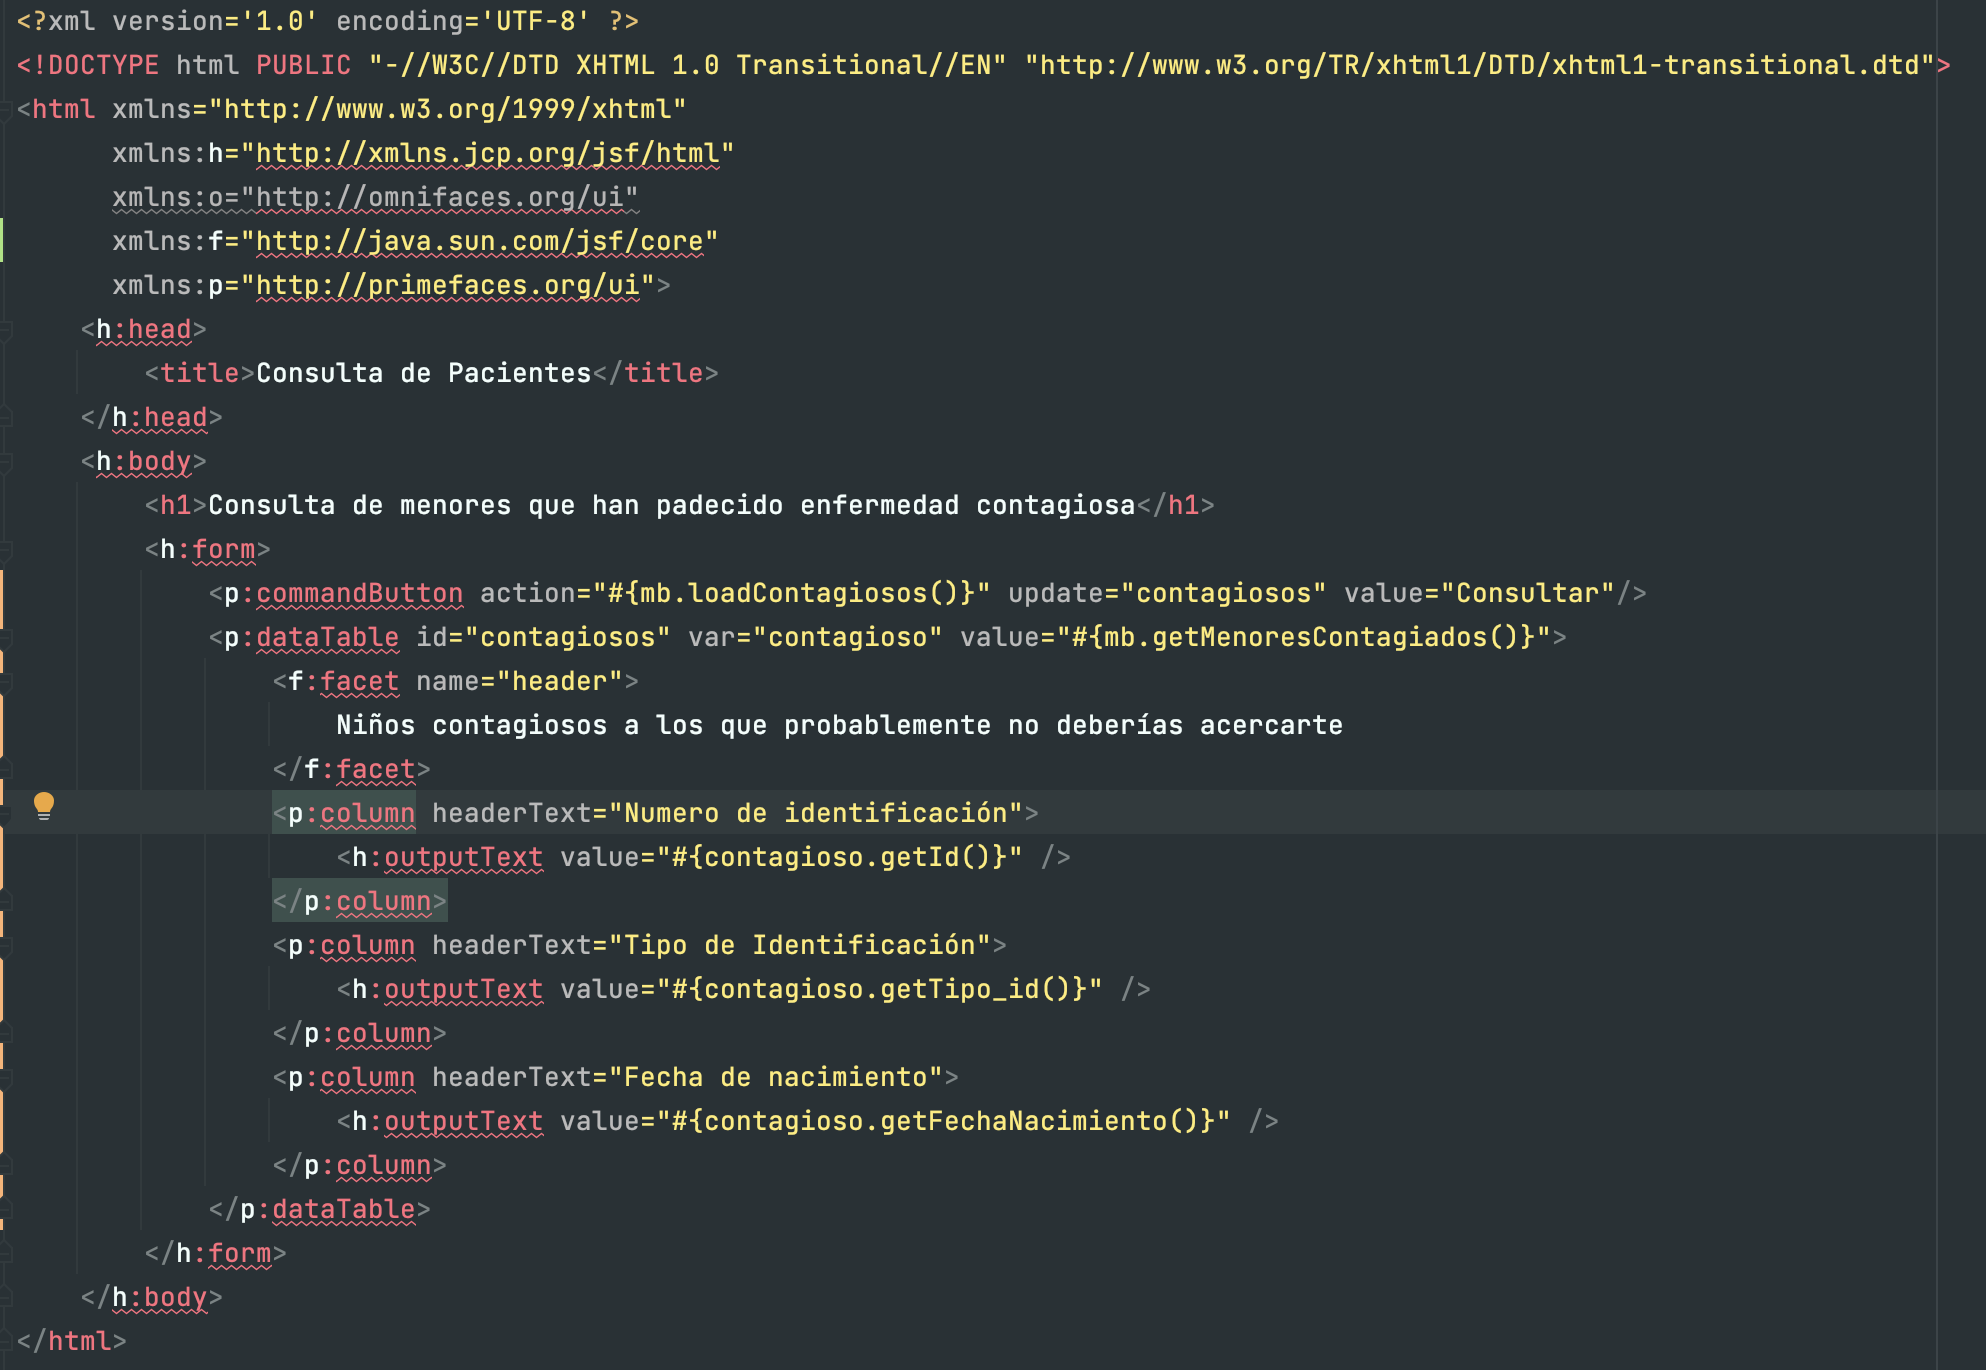 <?xml version='1.0' encoding='UTF-8' ?>
<!DOCTYPE html PUBLIC "-//W3C//DTD XHTML 1.0 Transitional//EN" "http://www.w3.org/TR/xhtml1/DTD/xhtml1-transitional.dtd">
<html xmlns="http://www.w3.org/1999/xhtml"
      xmlns:h="http://xmlns.jcp.org/jsf/html"
      xmlns:o="http://omnifaces.org/ui"
      xmlns:f="http://java.sun.com/jsf/core"
      xmlns:p="http://primefaces.org/ui">
    <h:head>
        <title>Consulta de Pacientes</title>
    </h:head>
    <h:body>
        <h1>Consulta de menores que han padecido enfermedad contagiosa</h1>
        <h:form>
            <p:commandButton action="#{mb.loadContagiosos()}" update="contagiosos" value="Consultar"/>
            <p:dataTable id="contagiosos" var="contagioso" value="#{mb.getMenoresContagiados()}">
                <f:facet name="header">
                    Niños contagiosos a los que probablemente no deberías acercarte
                </f:facet>
                <p:column headerText="Numero de identificación">
                    <h:outputText value="#{contagioso.getId()}" />
                </p:column>
                <p:column headerText="Tipo de Identificación">
                    <h:outputText value="#{contagioso.getTipo_id()}" />
                </p:column>
                <p:column headerText="Fecha de nacimiento">
                    <h:outputText value="#{contagioso.getFechaNacimiento()}" />
                </p:column>
            </p:dataTable>
        </h:form>
    </h:body>
</html>